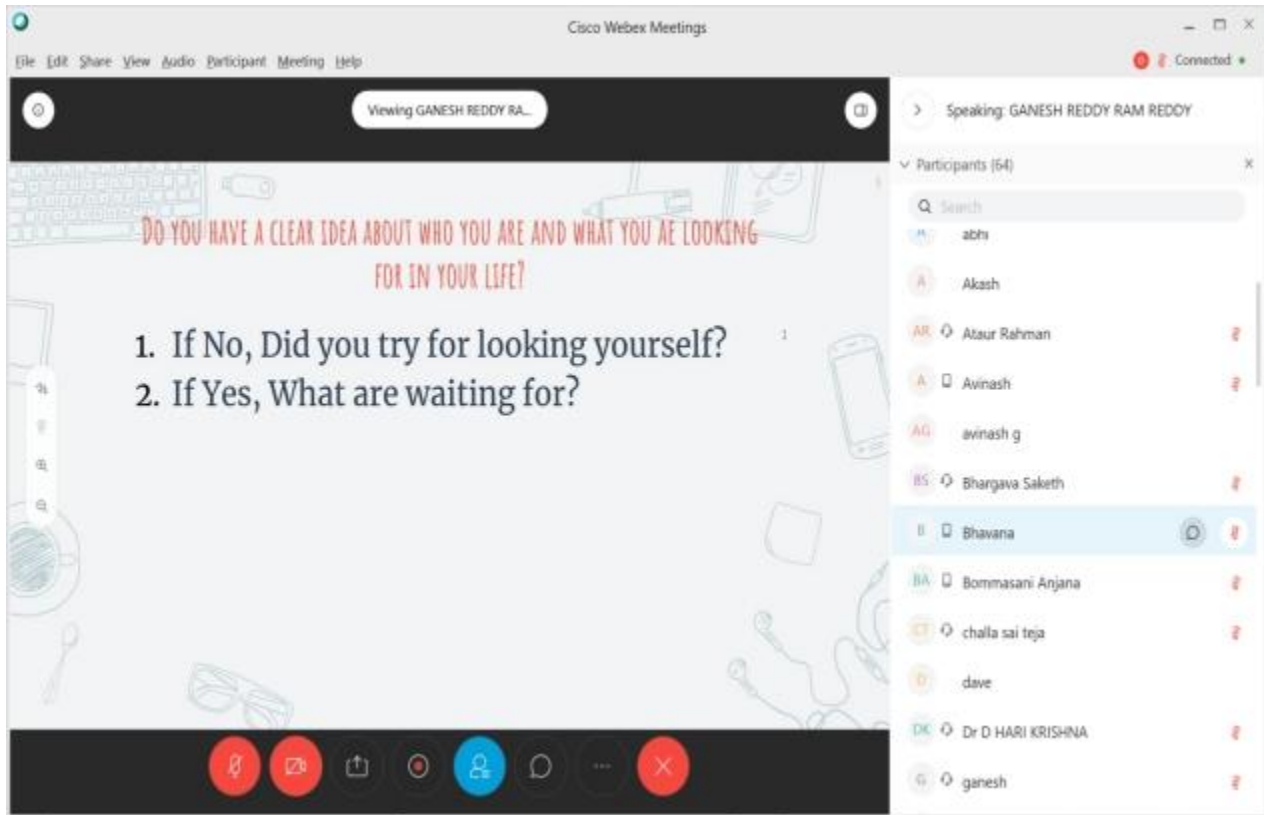 Cisco Webex Meetings
File Edit Share View Audio Participant Meeting Help
Connected
Viewing GANESH REDDY RA...
Speaking: GANESH REDDY RAM REDDY
Participants (64)
Search
DO YOU HAVE A CLEAR IDEA ABOUT WHO YOU ARE AND WHAT YOU AE LOOKING
FOR IN YOUR LIFE?
1. If No, Did you try for looking yourself?
2. If Yes, What are waiting for?
1
abhi
A Akash
AR Ataur Rahman
A Avinash
AG avinash g
BS Bhargava Saketh
B Bhavana
BA Bommasani Anjana
CT challa sai teja
D dave
DK Dr D HARI KRISHNA
G ganesh